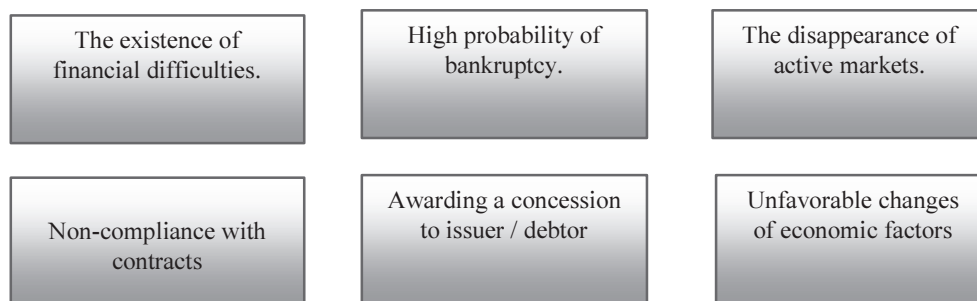 The existence of
financial difficulties.
High probability of
bankruptcy.
The disappearance of
active markets.
Non-compliance with
contracts
Awarding a concession
to issuer / debtor
Unfavorable changes
of economic factors